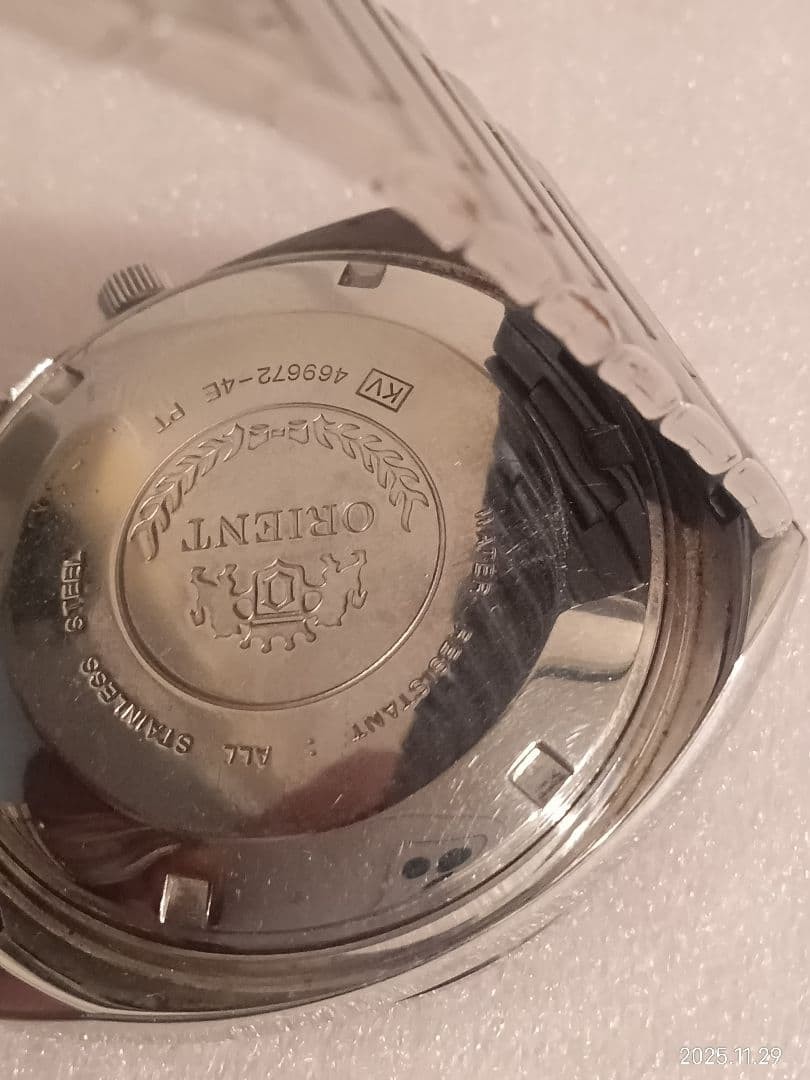 KV 469672-4E PT
ORIENT
WATER RESISTANT : ALL STAINLESS STEEL
2025.11.29